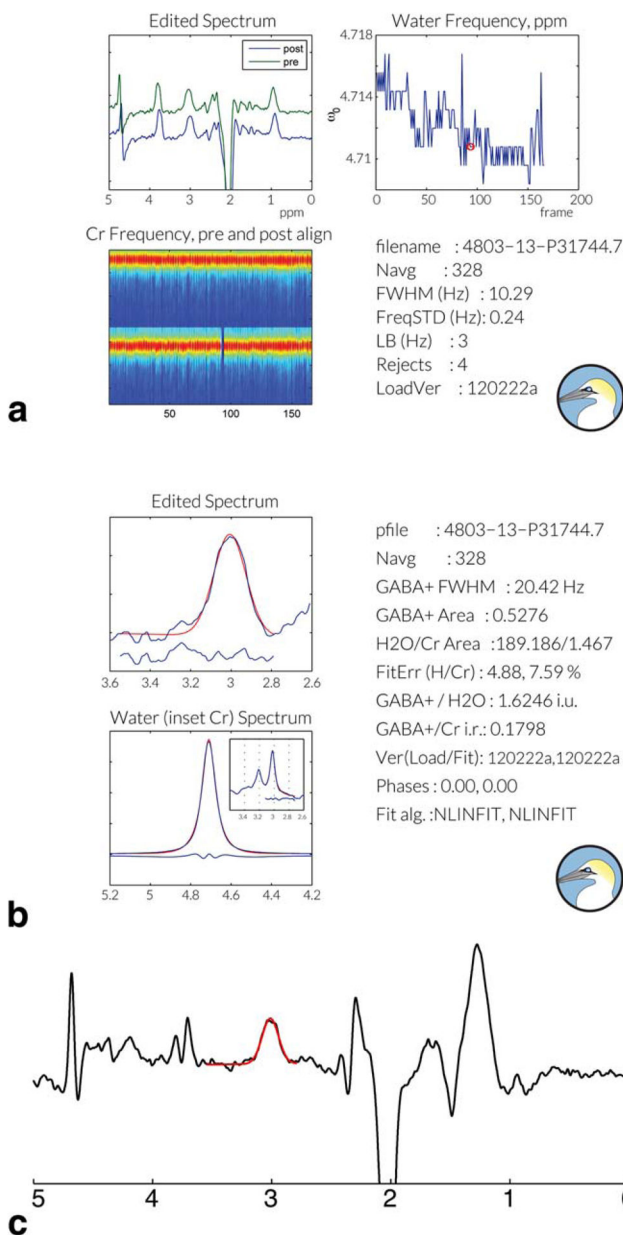 Edited Spectrum
post
pre
5 4 3 2 1 0
ppm
Water Frequency, ppm
4.718
4.714
4.71
ω0
0 50 100 150 200
frame
Cr Frequency, pre and post align
50 100 150
filename : 4803-13-P31744.7
Navg : 328
FWHM (Hz) : 10.29
FreqSTD (Hz): 0.24
LB (Hz) : 3
Rejects : 4
LoadVer : 120222a
a
Edited Spectrum
3.6 3.4 3.2 3 2.8 2.6
Water (inset Cr) Spectrum
3.4 3.2 3 2.8 2.6
5.2 5 4.8 4.6 4.4 4.2
pfile : 4803-13-P31744.7
Navg : 328
GABA+ FWHM : 20.42 Hz
GABA+ Area : 0.5276
H2O/Cr Area :189.186/1.467
FitErr (H/Cr) : 4.88, 7.59 %
GABA+ / H2O : 1.6246 i.u.
GABA+/Cr i.r.: 0.1798
Ver(Load/Fit): 120222a,120222a
Phases : 0.00, 0.00
Fit alg. :NLINFIT, NLINFIT
b
5 4 3 2 1
c